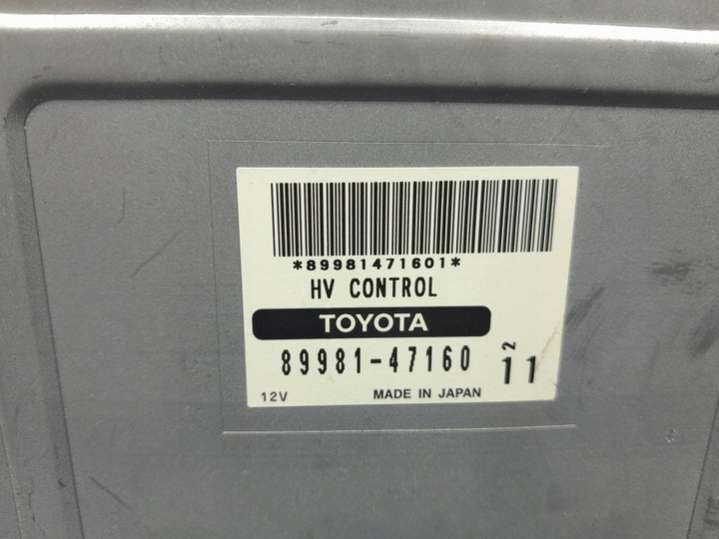 *89981471601*
HV CONTROL
TOYOTA
89981-47160
2
11
12V MADE IN JAPAN